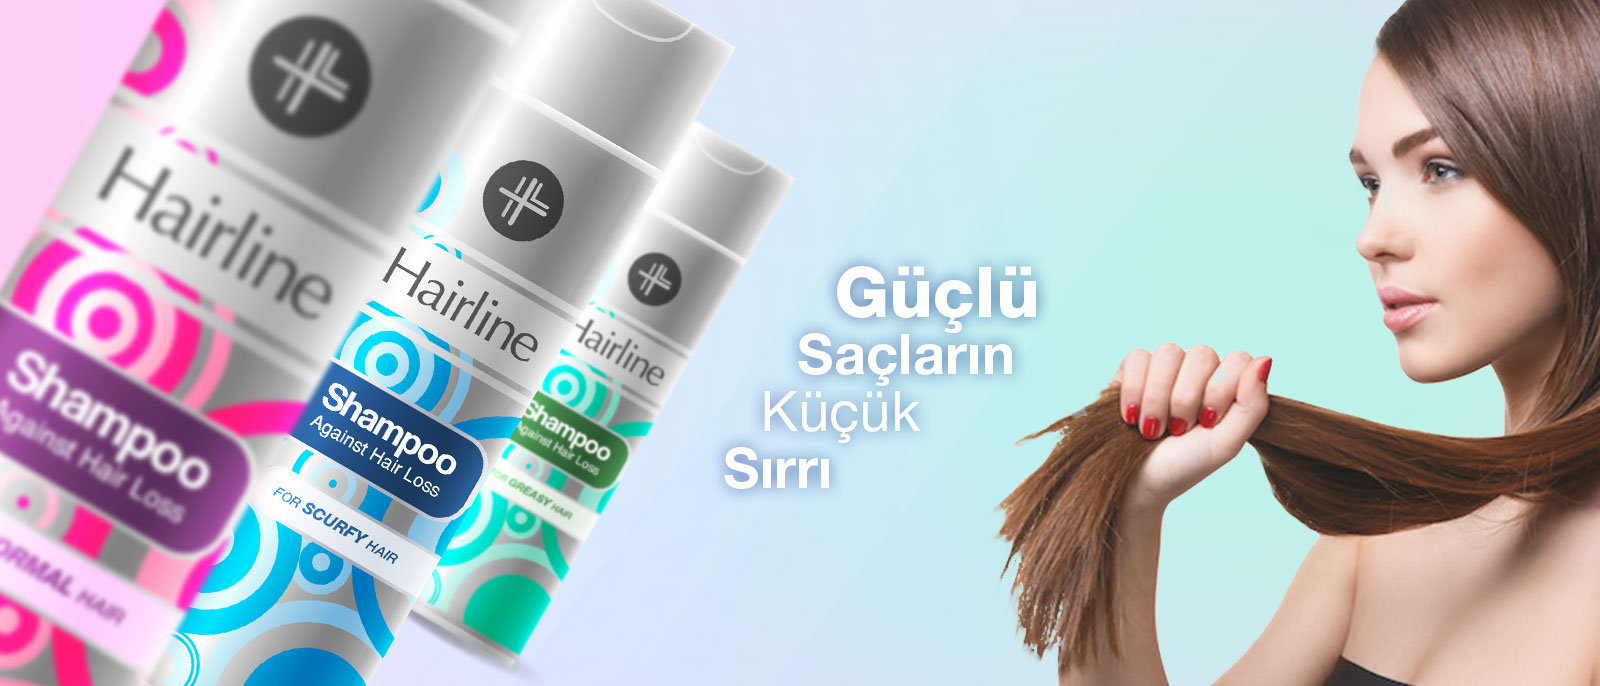 Hairline
Shampoo
Against Hair Loss
NORMAL HAIR
Hairline
Shampoo
Against Hair Loss
FOR SCURFY HAIR
Hairline
Shampoo
Against Hair Loss
FOR GREASY HAIR
Güçlü
Saçların
Küçük
Sırrı